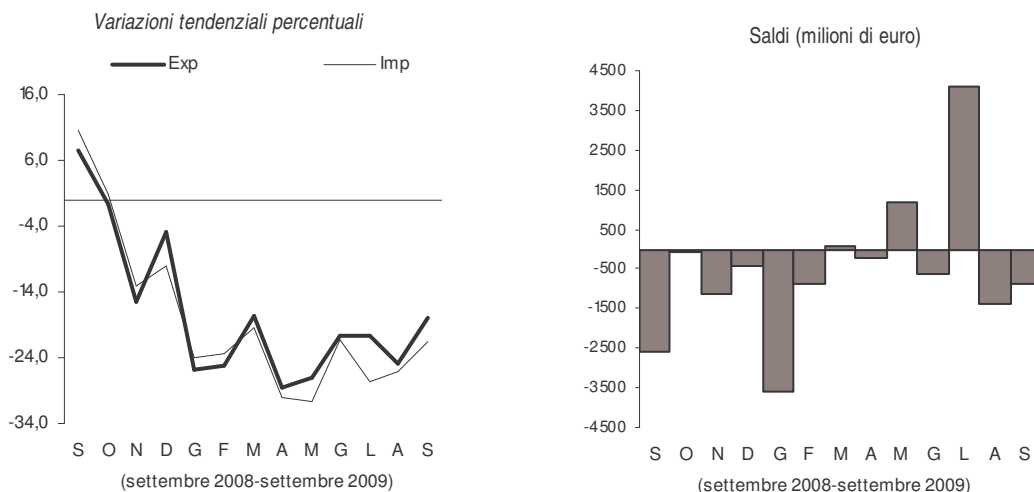 Variazioni tendenziali percentuali
Exp
Imp
16,0
6,0
-4,0
-14,0
-24,0
-34,0
S O N D G F M A M G L A S
(settembre 2008-settembre 2009)
Saldi (milioni di euro)
4500
3500
2500
1500
500
-500
-1500
-2500
-3500
-4500
S O N D G F M A M G L A S
(settembre 2008-settembre 2009)